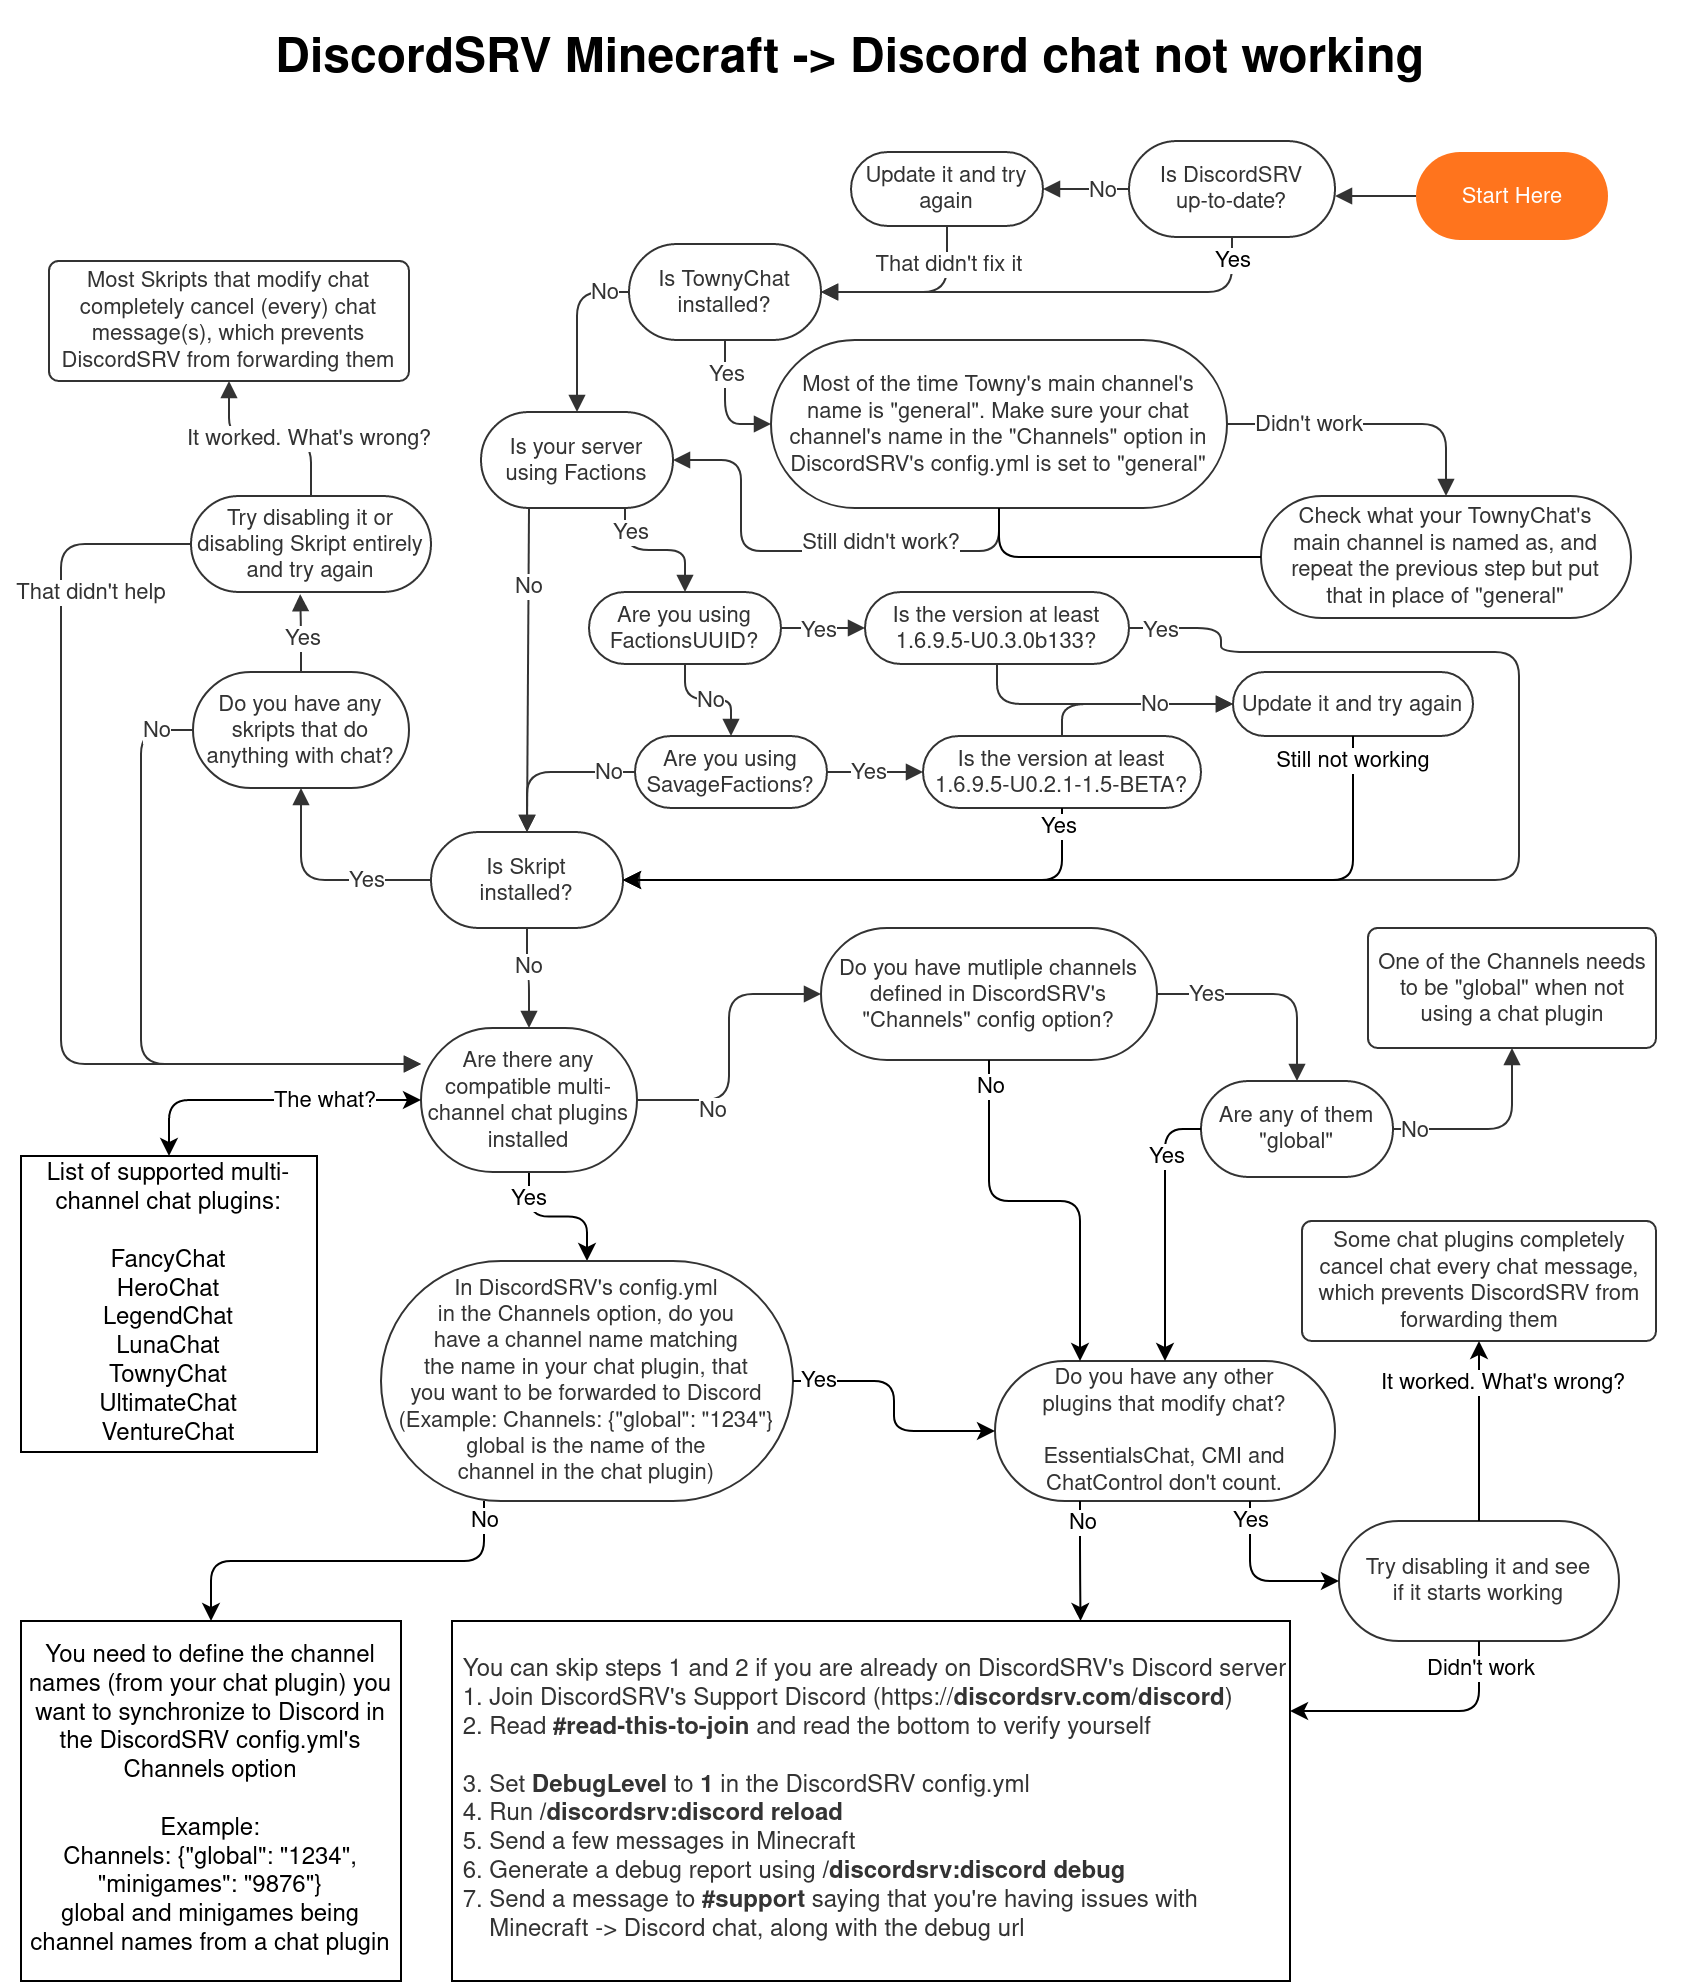 DiscordSRV Minecraft -> Discord chat not working
Start Here
Is DiscordSRV
up-to-date?
No
Update it and try
again
Yes
That didn't fix it
Is TownyChat
installed?
No
Yes
Most of the time Towny's main channel's
name is "general". Make sure your chat
channel's name in the "Channels" option in
DiscordSRV's config.yml is set to "general"
Didn't work
Check what your TownyChat's
main channel is named as, and
repeat the previous step but put
that in place of "general"
Still didn't work?
Is your server
using Factions
Yes
No
Are you using
FactionsUUID?
Yes
Is the version at least
1.6.9.5-U0.3.0b133?
Yes
No
No
Update it and try again
Still not working
Are you using
SavageFactions?
No
Yes
Is the version at least
1.6.9.5-U0.2.1-1.5-BETA?
Yes
Is Skript
installed?
Yes
No
Do you have any
skripts that do
anything with chat?
No
Yes
Try disabling it or
disabling Skript entirely
and try again
That didn't help
It worked. What's wrong?
Most Skripts that modify chat
completely cancel (every) chat
message(s), which prevents
DiscordSRV from forwarding them
Are there any
compatible multi-
channel chat plugins
installed
The what?
List of supported multi-
channel chat plugins:
FancyChat
HeroChat
LegendChat
LunaChat
TownyChat
UltimateChat
VentureChat
No
Do you have mutliple channels
defined in DiscordSRV's
"Channels" config option?
Yes
No
Are any of them
"global"
No
One of the Channels needs
to be "global" when not
using a chat plugin
Yes
Yes
In DiscordSRV's config.yml
in the Channels option, do you
have a channel name matching
the name in your chat plugin, that
you want to be forwarded to Discord
(Example: Channels: {"global": "1234"}
global is the name of the
channel in the chat plugin)
Yes
No
You need to define the channel
names (from your chat plugin) you
want to synchronize to Discord in
the DiscordSRV config.yml's
Channels option
Example:
Channels: {"global": "1234",
"minigames": "9876"}
global and minigames being
channel names from a chat plugin
Do you have any other
plugins that modify chat?
EssentialsChat, CMI and
ChatControl don't count.
No
Yes
Try disabling it and see
if it starts working
It worked. What's wrong?
Some chat plugins completely
cancel chat every chat message,
which prevents DiscordSRV from
forwarding them
Didn't work
You can skip steps 1 and 2 if you are already on DiscordSRV's Discord server
1. Join DiscordSRV's Support Discord (https://discordsrv.com/discord)
2. Read #read-this-to-join and read the bottom to verify yourself
3. Set DebugLevel to 1 in the DiscordSRV config.yml
4. Run /discordsrv:discord reload
5. Send a few messages in Minecraft
6. Generate a debug report using /discordsrv:discord debug
7. Send a message to #support saying that you're having issues with
Minecraft -> Discord chat, along with the debug url